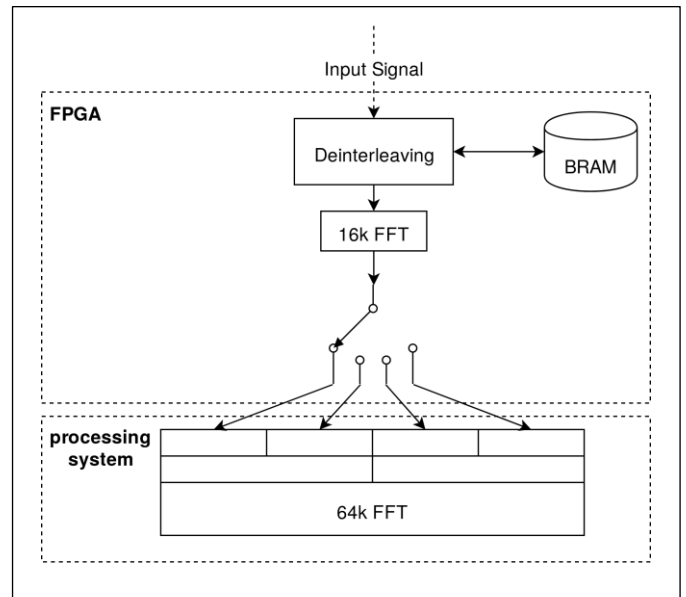 Input Signal
FPGA
Deinterleaving
BRAM
16k FFT
processing
system
64k FFT